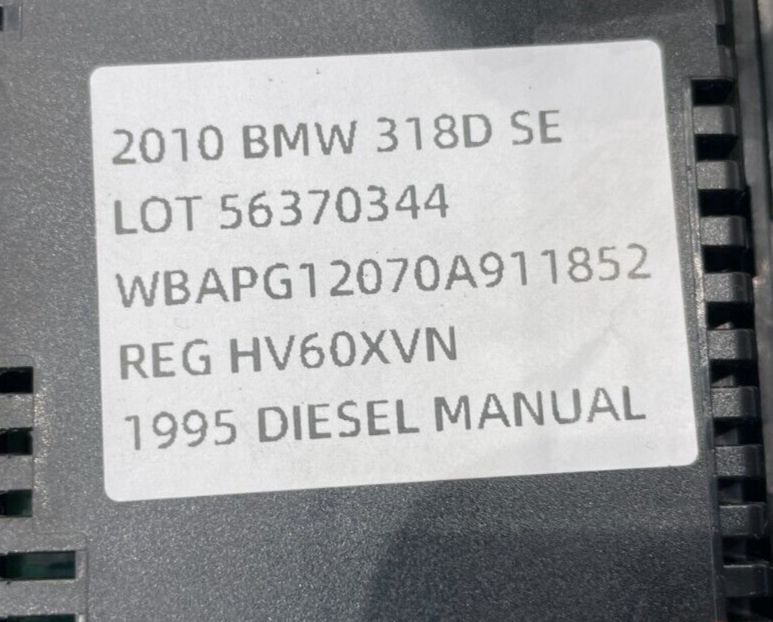 2010 BMW 318D SE
LOT 56370344
WBAPG12070A911852
REG HV60XVN
1995 DIESEL MANUAL